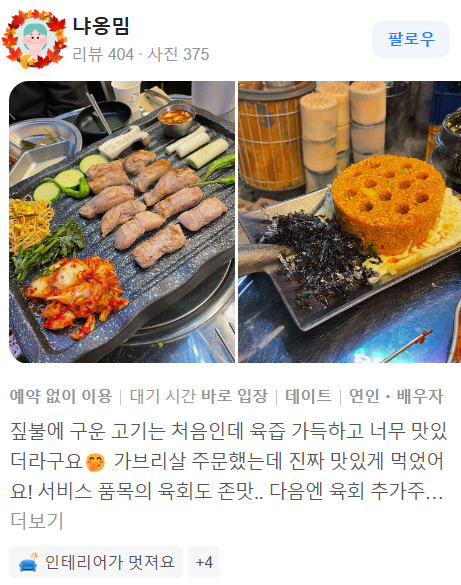 냐옹밈
리뷰 404 · 사진 375
팔로우
예약 없이 이용 | 대기 시간 바로 입장 | 데이트 | 연인・배우자
짚불에 구운 고기는 처음인데 육즙 가득하고 너무 맛있
더라구요🤭 가브리살 주문했는데 진짜 맛있게 먹었어
요! 서비스 품목의 육회도 존맛.. 다음엔 육회 추가주…
더보기
인테리어가 멋져요
+4